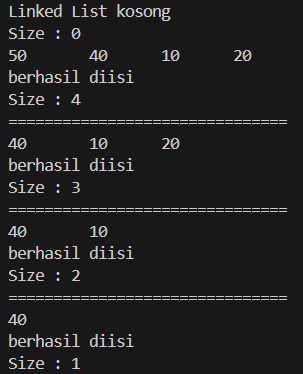 Linked List kosong
Size : 0
50 40 10 20
berhasil diisi
Size : 4
===============================
40 10 20
berhasil diisi
Size : 3
===============================
40 10
berhasil diisi
Size : 2
===============================
40
berhasil diisi
Size : 1